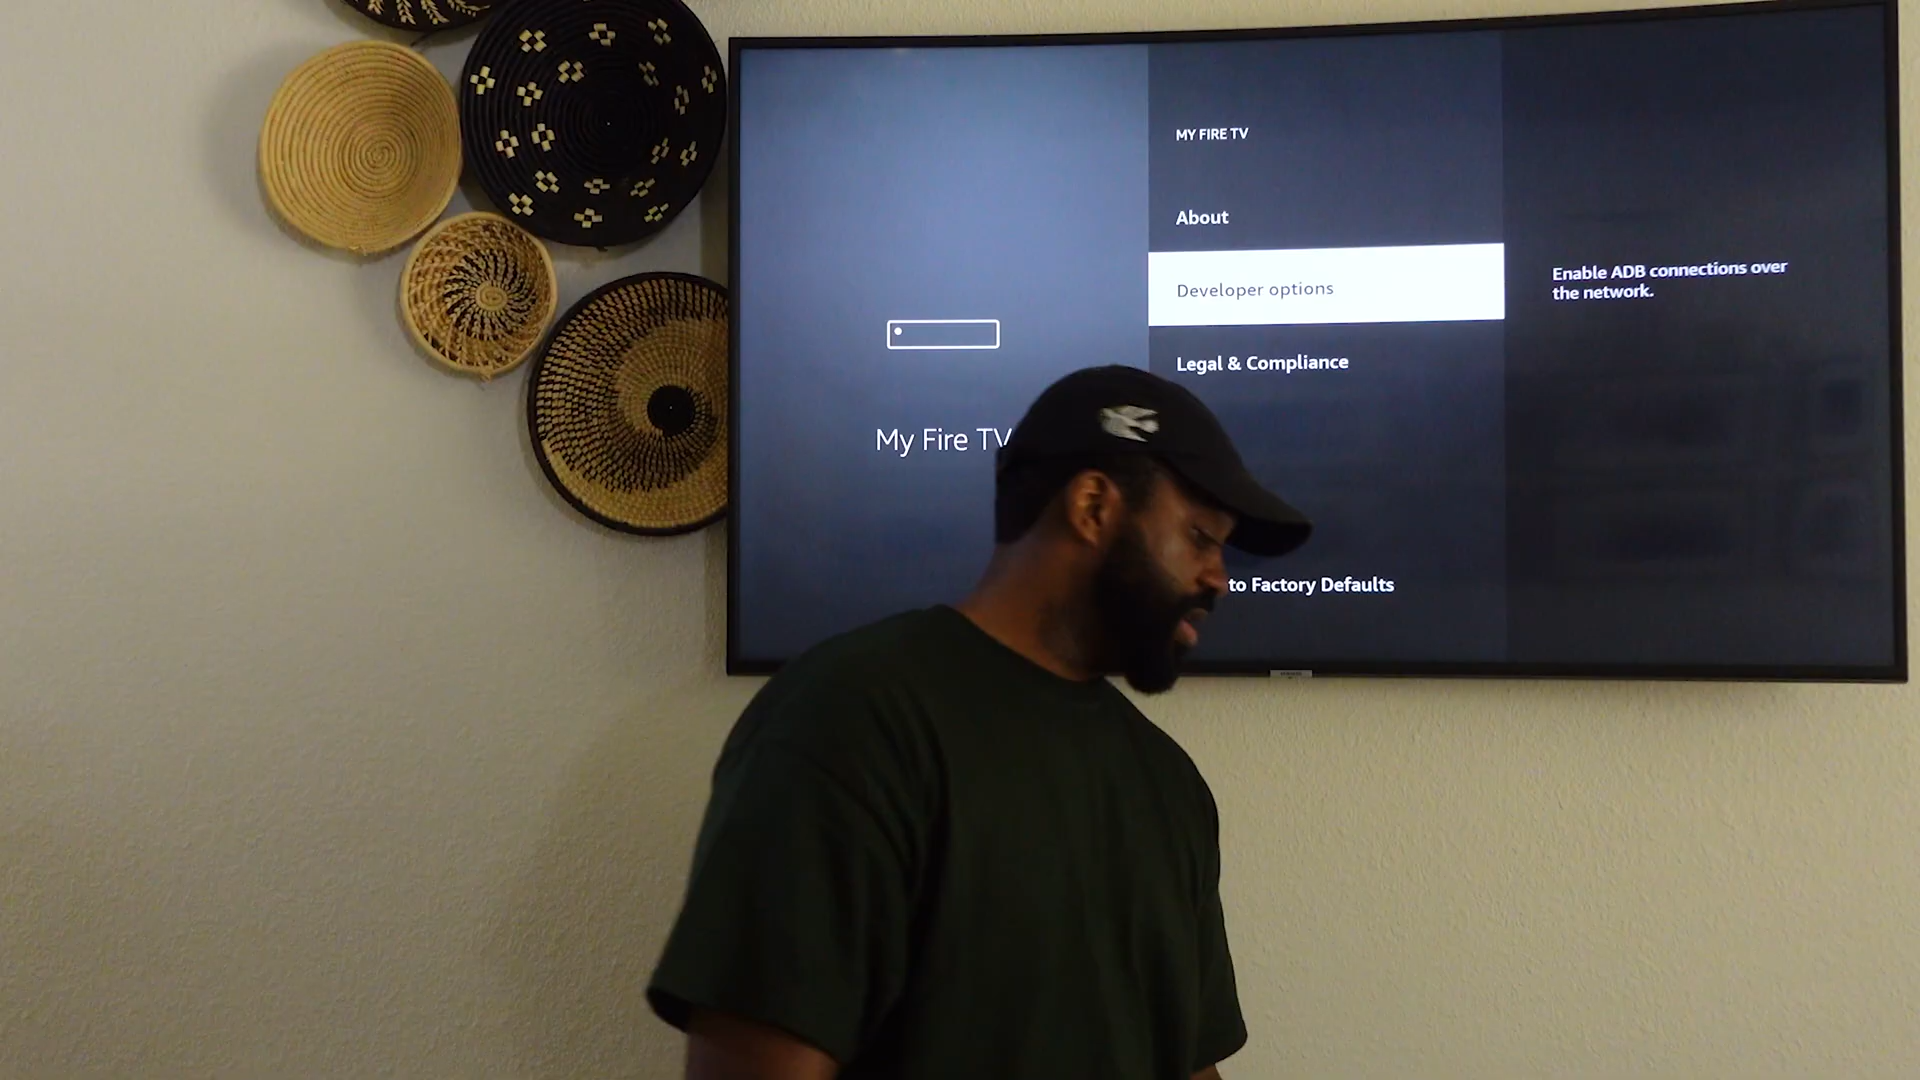 MY FIRE TV
About
Developer options
Legal & Compliance
to Factory Defaults
My Fire TV
Enable ADB connections over
the network.